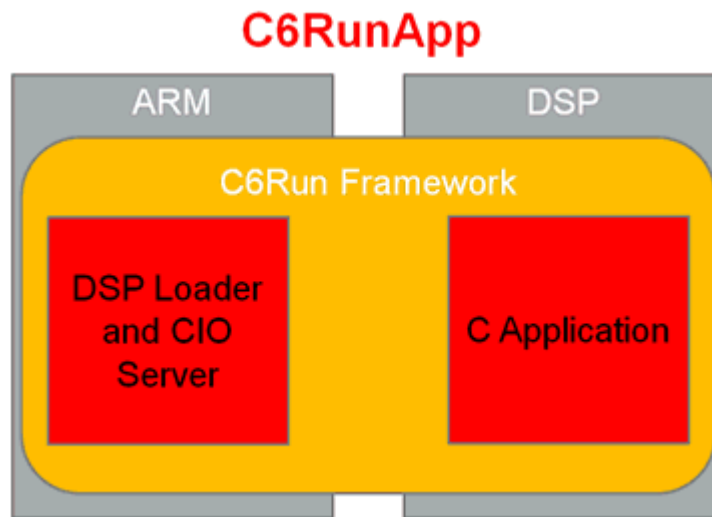 C6RunApp
ARM
DSP
C6Run Framework
DSP Loader
and CIO
Server
C Application